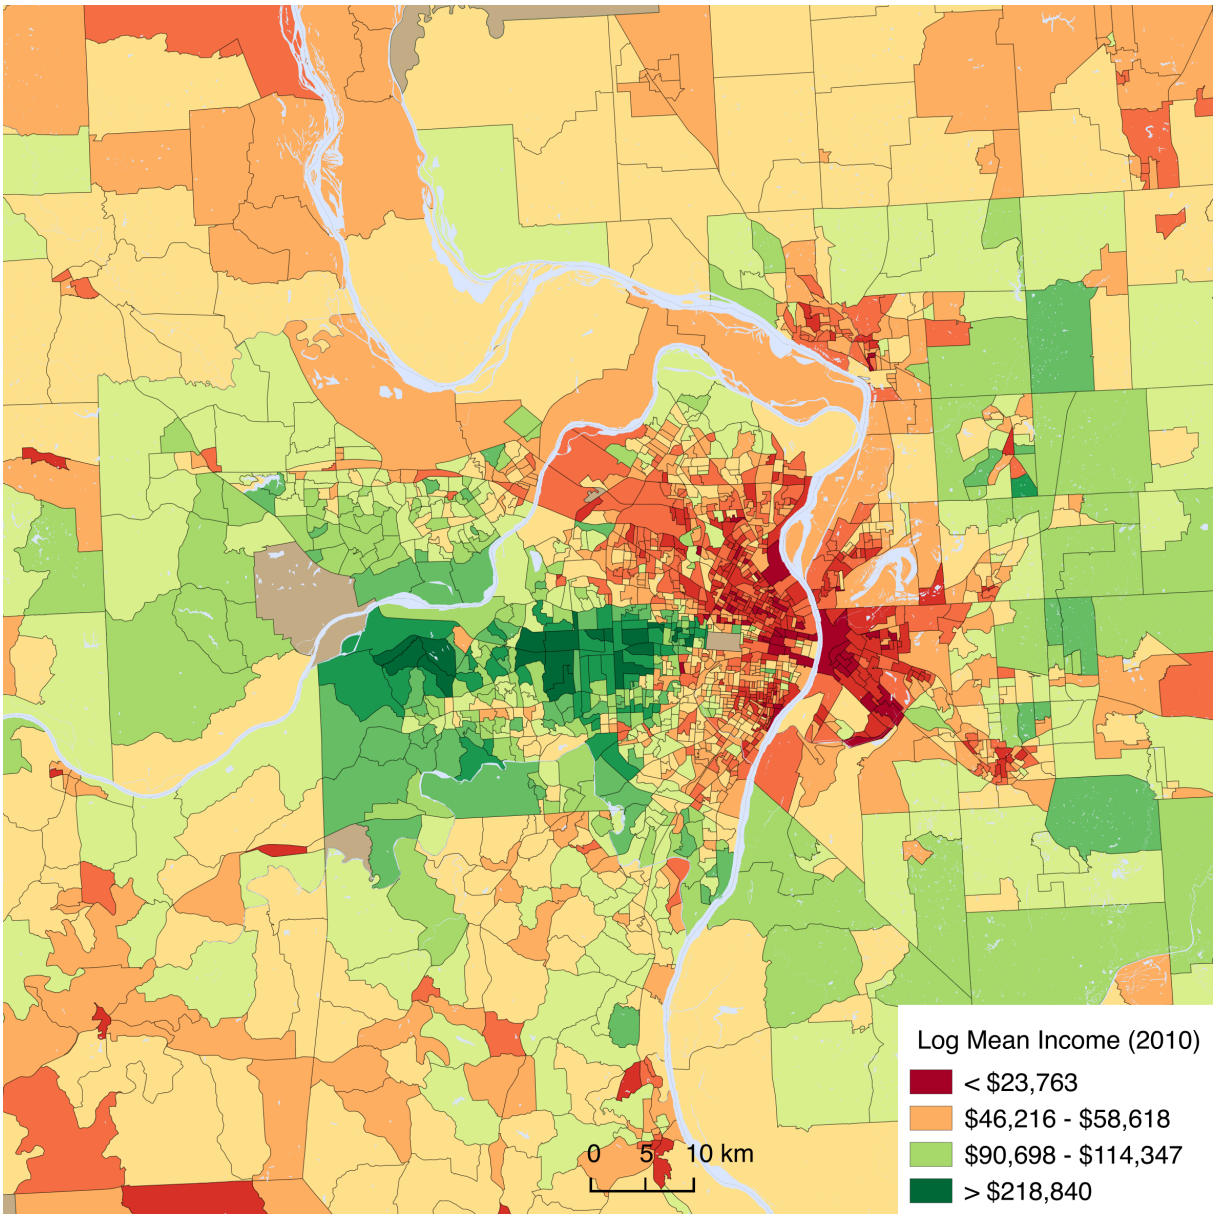 Log Mean Income (2010)
< $23,763
$46,216 - $58,618
$90,698 - $114,347
> $218,840
0 5 10 km